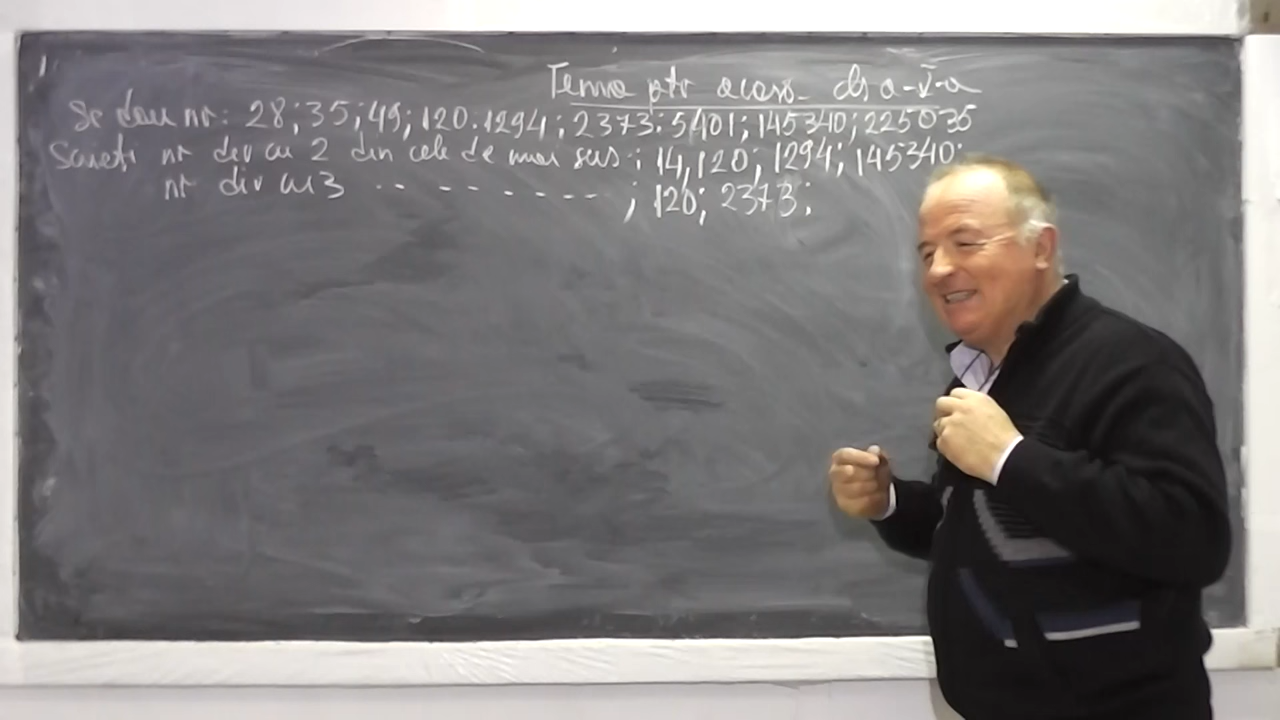 Tema ptr acasă cls a-V-a
1.
Se dau nr: 28; 35; 49; 120; 1294; 2373; 5401; 145340; 225035
Scrieți nr div cu 2 din cele de mai sus: 14, 120; 1294; 145340;
nr div cu 3 .. - - - - - - - ; 120; 2373;